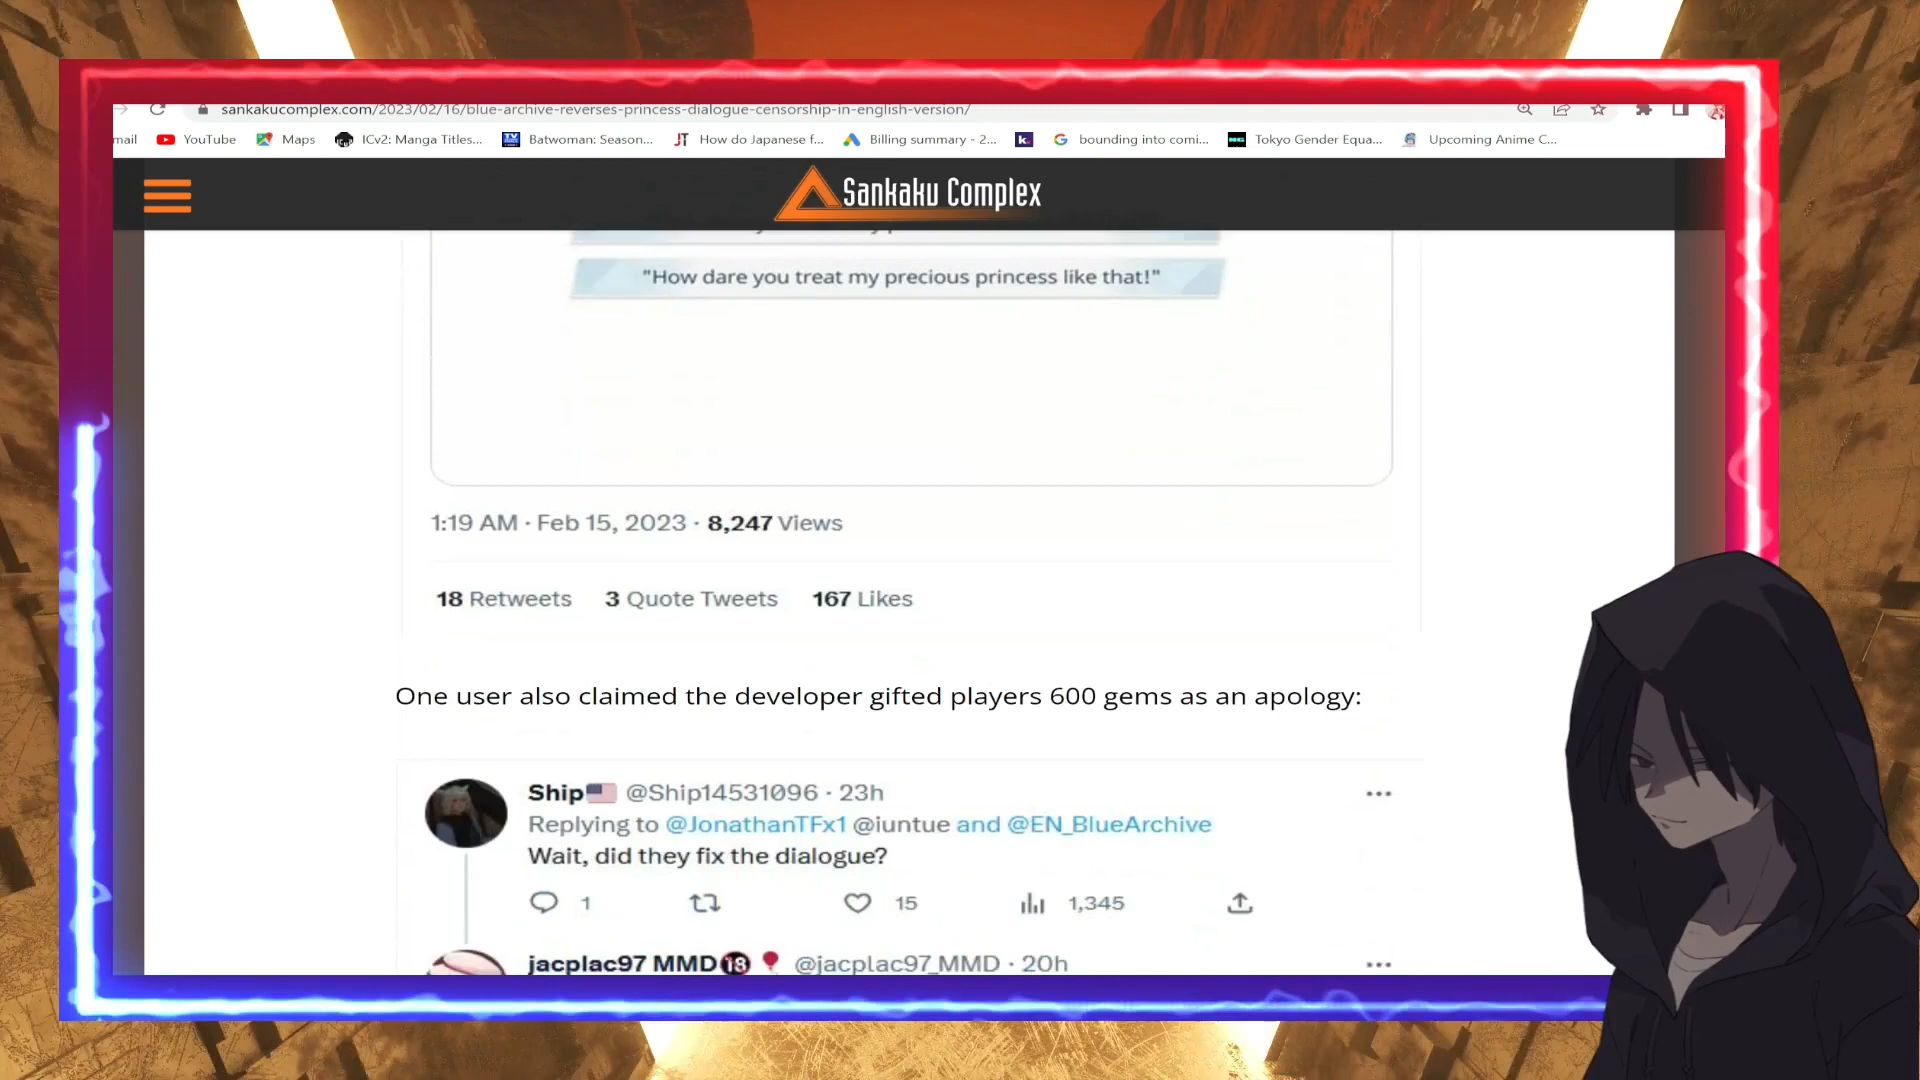 sankakucomplex.com/2023/02/16/blue-archive-reverses-princess-dialogue-censorship-in-english-version/
mail YouTube Maps ICv2: Manga Titles... Batwoman: Season... How do Japanese f... Billing summary - 2... k. bounding into comi... Tokyo Gender Equa... Upcoming Anime C...
Sankaku Complex
"How dare you treat my precious princess like that!"
1:19 AM · Feb 15, 2023 · 8,247 Views
18 Retweets 3 Quote Tweets 167 Likes
One user also claimed the developer gifted players 600 gems as an apology:
Ship @Ship14531096 · 23h
Replying to @JonathanTFx1 @iuntue and @EN_BlueArchive
Wait, did they fix the dialogue?
1 15 1,345
jacplac97 MMD🔞🎈 @jacplac97_MMD · 20h